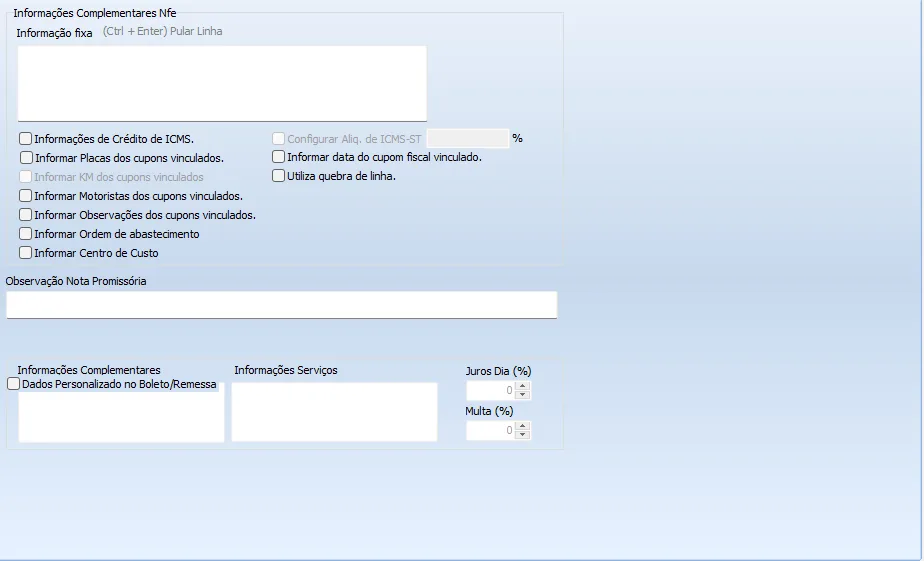 Informações Complementares Nfe
Informação fixa (Ctrl + Enter) Pular Linha
Informações de Crédito de ICMS.
Configurar Aliq. de ICMS-ST %
Informar Placas dos cupons vinculados.
Informar data do cupom fiscal vinculado.
Informar KM dos cupons vinculados
Utiliza quebra de linha.
Informar Motoristas dos cupons vinculados.
Informar Observações dos cupons vinculados.
Informar Ordem de abastecimento
Informar Centro de Custo
Observação Nota Promissória
Informações Complementares
Informações Serviços
Juros Dia (%)
Dados Personalizado no Boleto/Remessa
0
Multa (%)
0